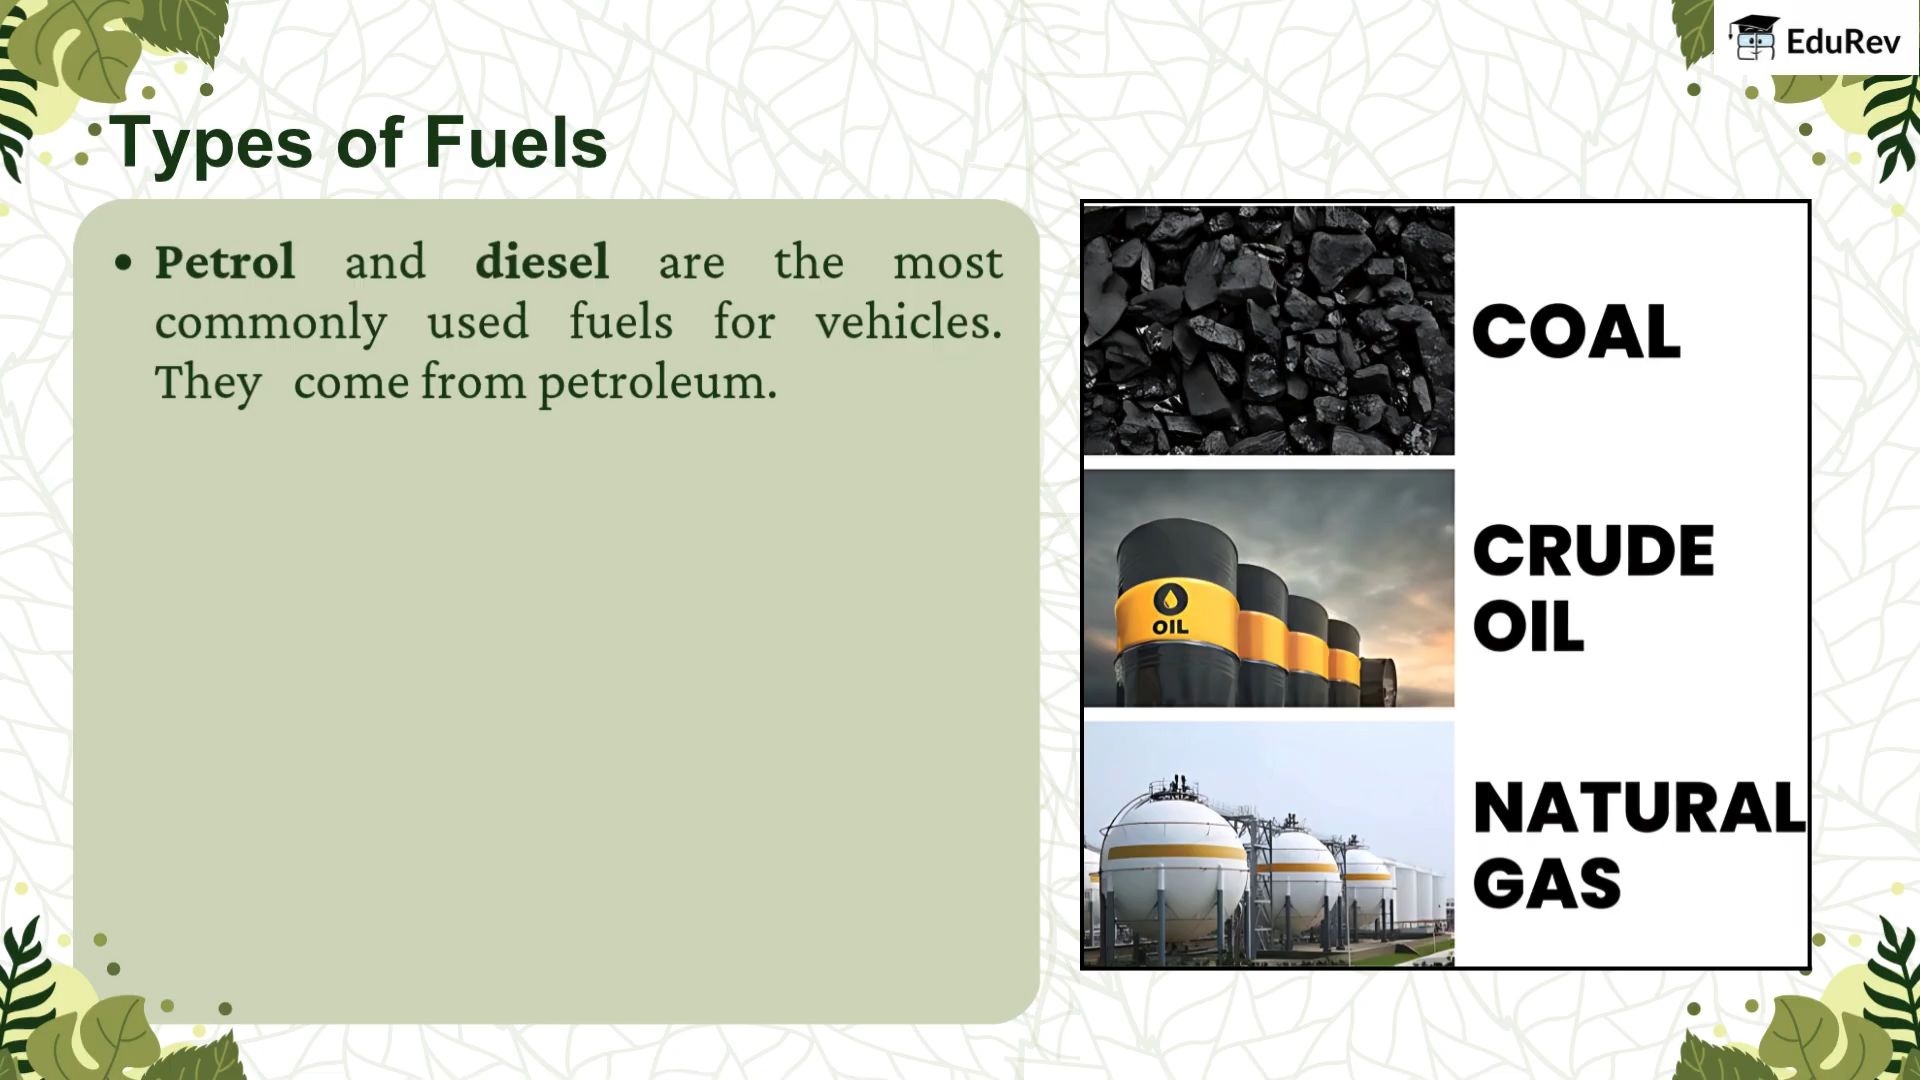 EduRev
Types of Fuels
• Petrol and diesel are the most
commonly used fuels for vehicles.
They come from petroleum.
COAL
OIL
CRUDE
OIL
NATURAL
GAS